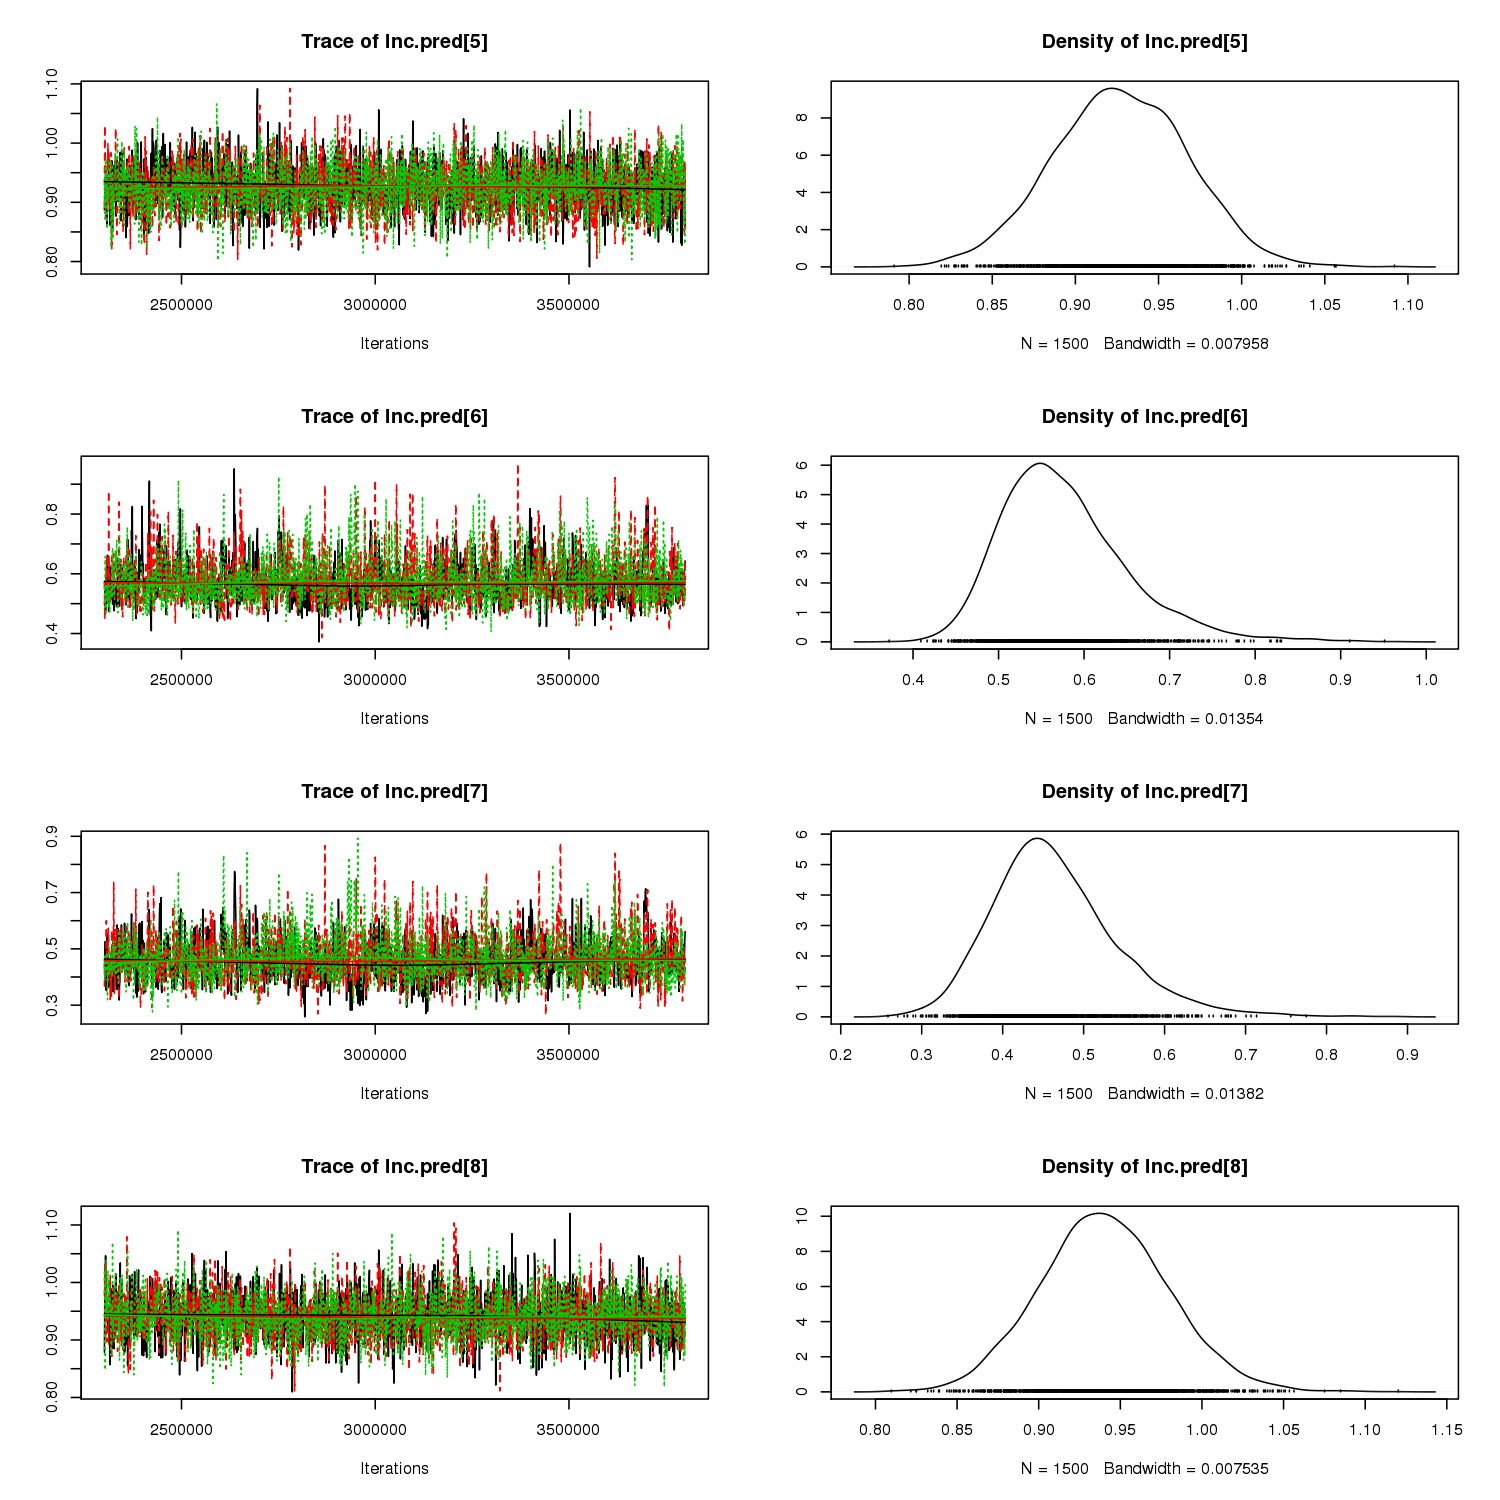 Trace of Inc.pred[5]
1.10
1.00
0.90
0.80
2500000 3000000 3500000
Iterations
Density of Inc.pred[5]
8
6
4
2
0
0.80 0.85 0.90 0.95 1.00 1.05 1.10
N = 1500 Bandwidth = 0.007958
Trace of Inc.pred[6]
0.8
0.6
0.4
2500000 3000000 3500000
Iterations
Density of Inc.pred[6]
6
5
4
3
2
1
0
0.4 0.5 0.6 0.7 0.8 0.9 1.0
N = 1500 Bandwidth = 0.01354
Trace of Inc.pred[7]
0.9
0.7
0.5
0.3
2500000 3000000 3500000
Iterations
Density of Inc.pred[7]
6
5
4
3
2
1
0
0.2 0.3 0.4 0.5 0.6 0.7 0.8 0.9
N = 1500 Bandwidth = 0.01382
Trace of Inc.pred[8]
1.10
1.00
0.90
0.80
2500000 3000000 3500000
Iterations
Density of Inc.pred[8]
10
8
6
4
2
0
0.80 0.85 0.90 0.95 1.00 1.05 1.10 1.15
N = 1500 Bandwidth = 0.007535